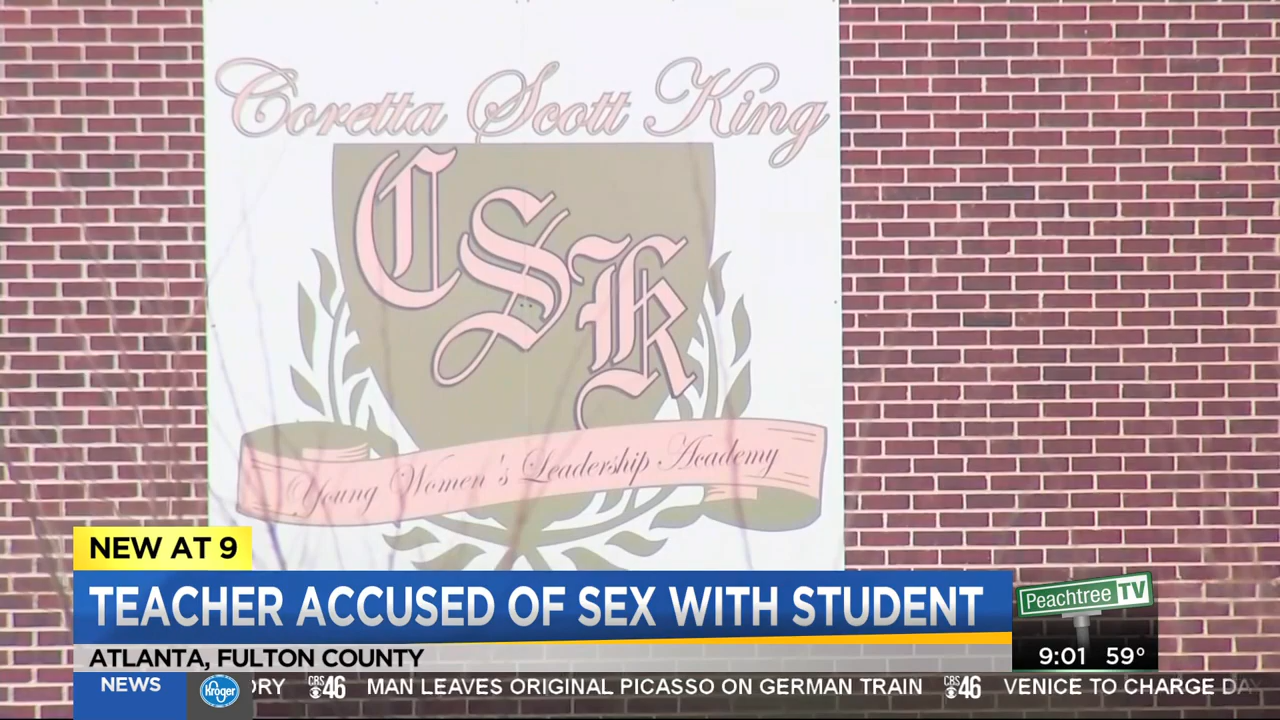 Coretta Scott King
CSK
Young Women's Leadership Academy
NEW AT 9
TEACHER ACCUSED OF SEX WITH STUDENT
Peachtree TV
ATLANTA, FULTON COUNTY
9:01 59°
NEWS Kroger ORY CBS 46 MAN LEAVES ORIGINAL PICASSO ON GERMAN TRAIN CBS 46 VENICE TO CHARGE DA